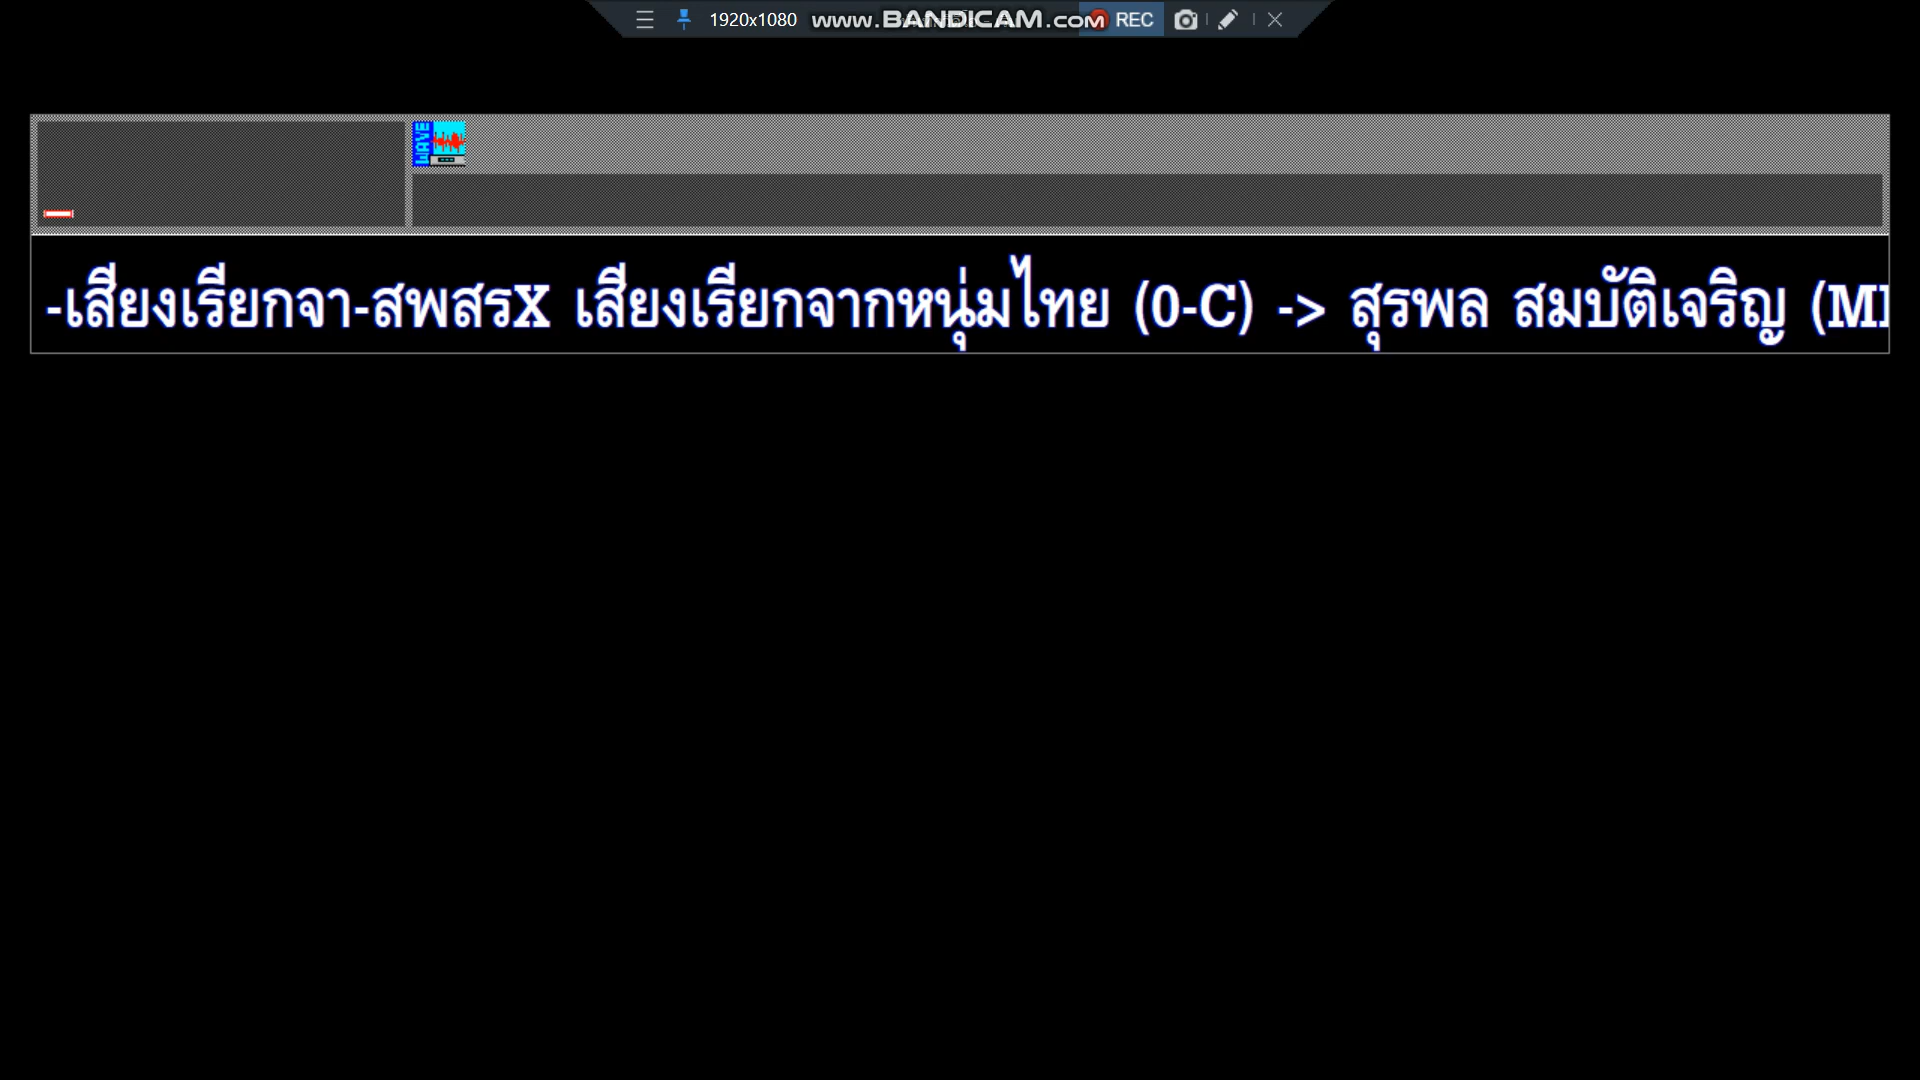 1920x1080 www.BANDICAM.com REC
WAVE
-เสียงเรียกจา-สพสรX เสียงเรียกจากหนุ่มไทย (0-C) -> สุรพล สมบัติเจริญ (MI